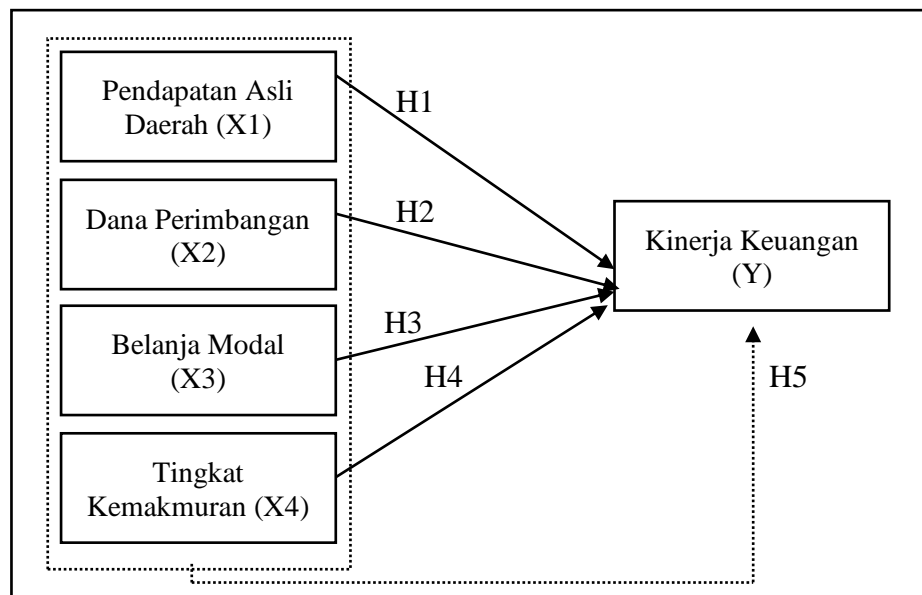 Pendapatan Asli
Daerah (X1)
H1
Dana Perimbangan
(X2)
H2
Kinerja Keuangan
(Y)
Belanja Modal
(X3)
H3
H4
H5
Tingkat
Kemakmuran (X4)